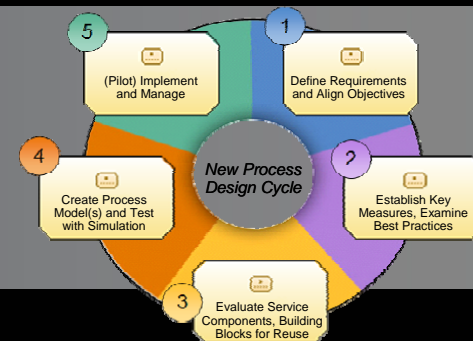 New Process
Design Cycle
1
Define Requirements
and Align Objectives
2
Establish Key
Measures, Examine
Best Practices
3
Evaluate Service
Components, Building
Blocks for Reuse
4
Create Process
Model(s) and Test
with Simulation
5
(Pilot) Implement
and Manage